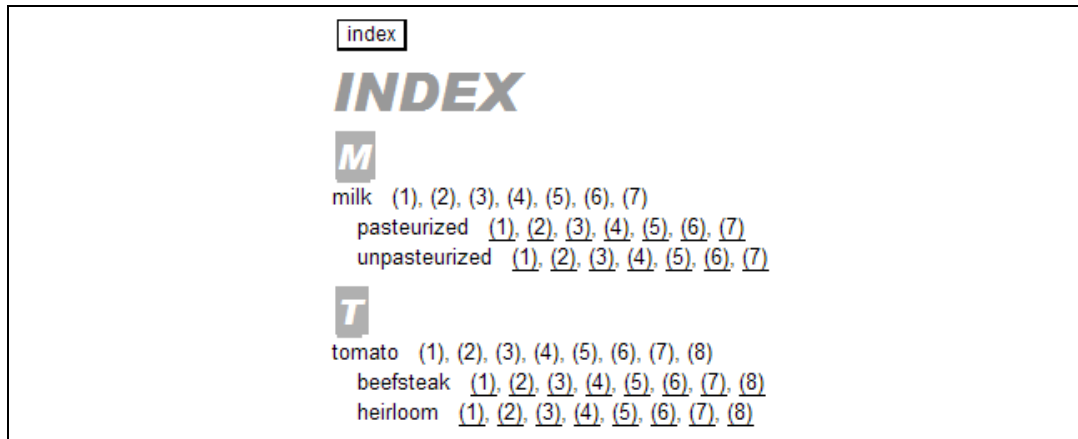 index
INDEX
M
milk (1), (2), (3), (4), (5), (6), (7)
pasteurized (1), (2), (3), (4), (5), (6), (7)
unpasteurized (1), (2), (3), (4), (5), (6), (7)
T
tomato (1), (2), (3), (4), (5), (6), (7), (8)
beefsteak (1), (2), (3), (4), (5), (6), (7), (8)
heirloom (1), (2), (3), (4), (5), (6), (7), (8)